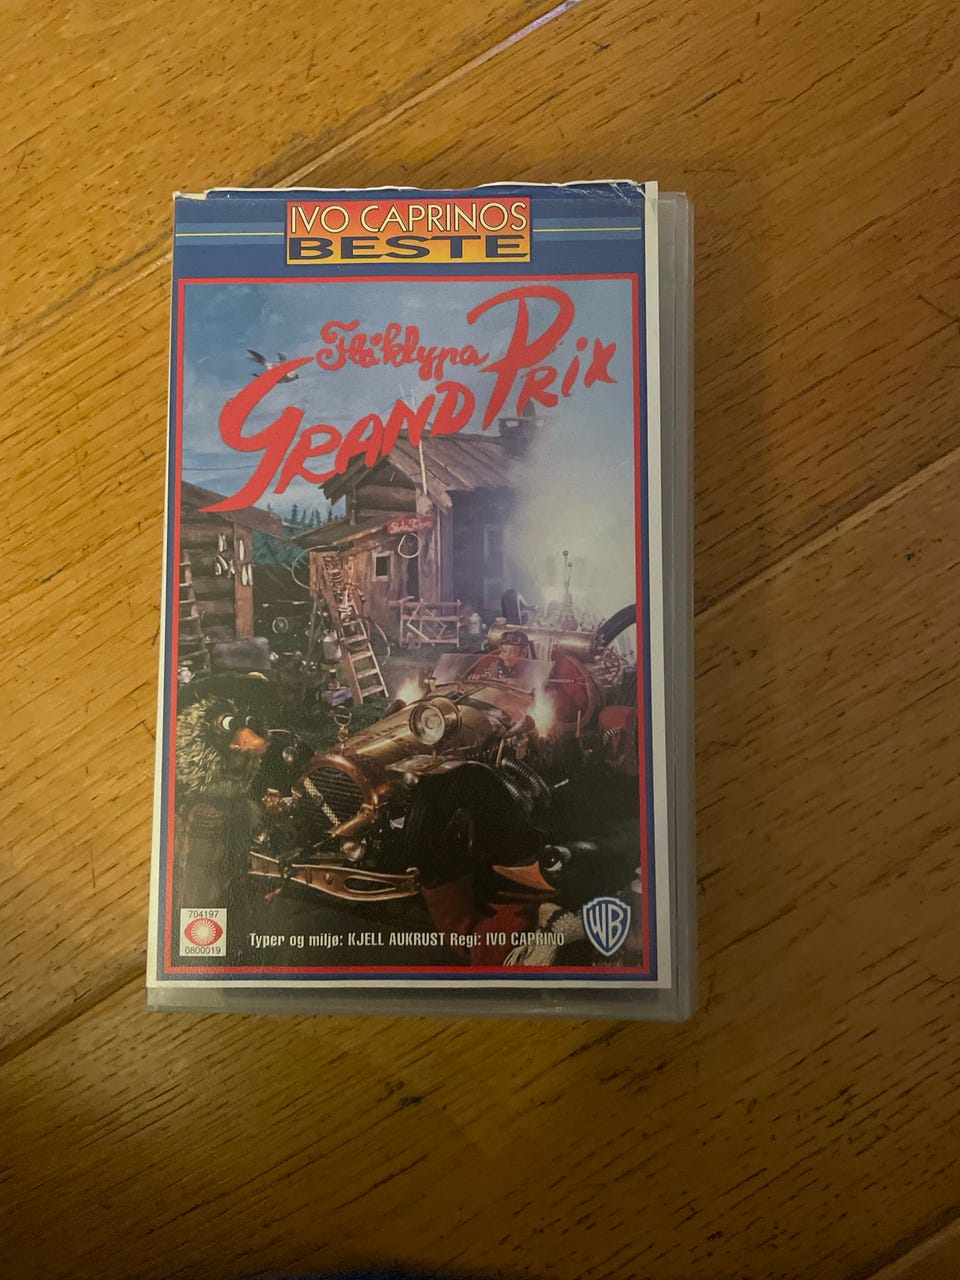 IVO CAPRINOS
BESTE
Flåklypa
GRAND PRIX
704197
0800019
Typer og miljø: KJELL AUKRUST Regi: IVO CAPRINO
WB